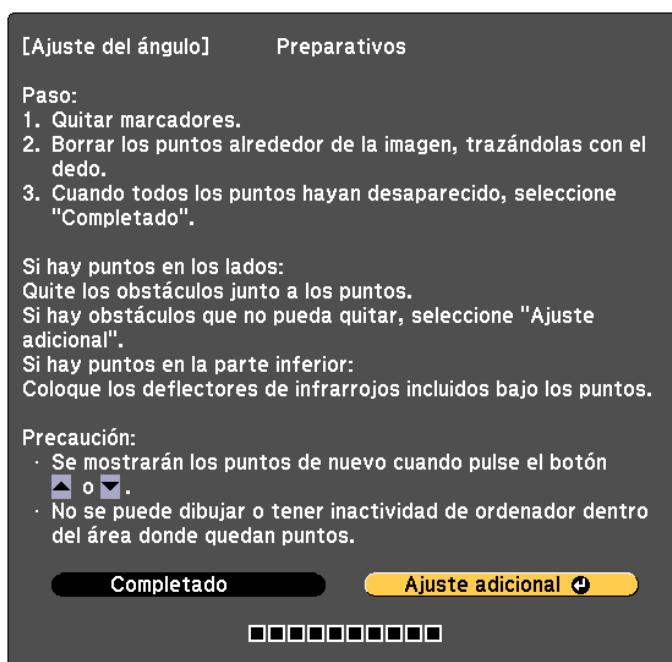 [Ajuste del ángulo] Preparativos
Paso:
1. Quitar marcadores.
2. Borrar los puntos alrededor de la imagen, trazándolas con el
dedo.
3. Cuando todos los puntos hayan desaparecido, seleccione
"Completado".
Si hay puntos en los lados:
Quite los obstáculos junto a los puntos.
Si hay obstáculos que no pueda quitar, seleccione "Ajuste
adicional".
Si hay puntos en la parte inferior:
Coloque los deflectores de infrarrojos incluidos bajo los puntos.
Precaución:
· Se mostrarán los puntos de nuevo cuando pulse el botón
▲ o ▼.
· No se puede dibujar o tener inactividad de ordenador dentro
del área donde quedan puntos.
Completado Ajuste adicional